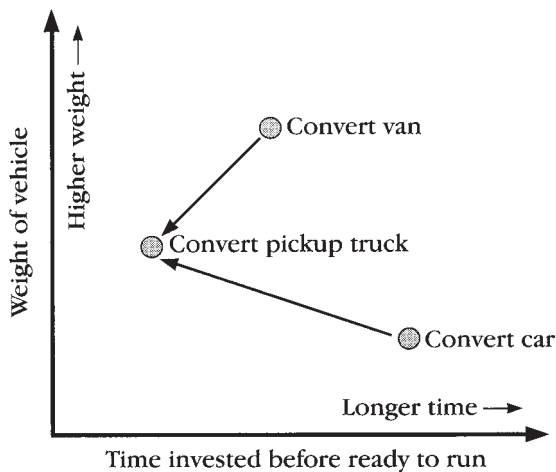 Weight of vehicle
Higher weight
Convert van
Convert pickup truck
Convert car
Longer time
Time invested before ready to run